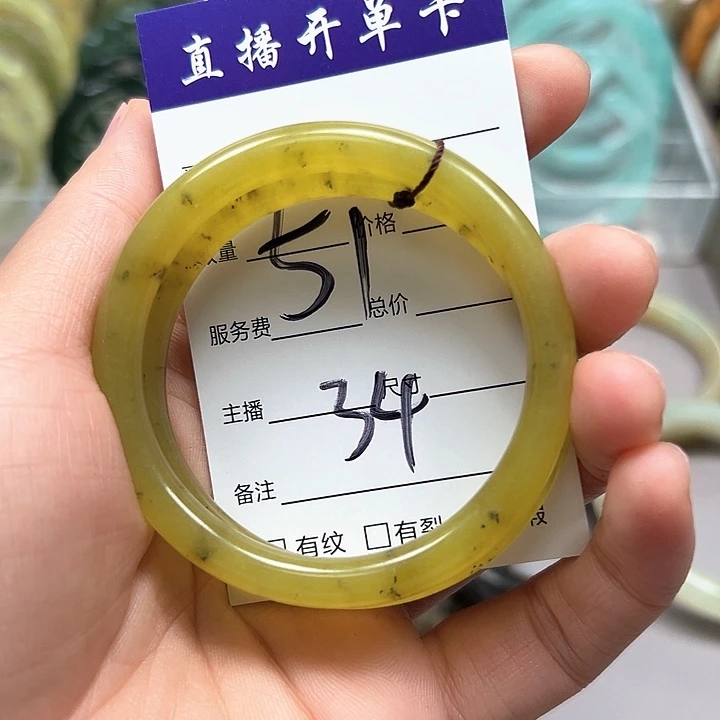 直播开单卡
量 51 价格
服务费 总价
主播 34 尺寸
备注
有纹 有裂